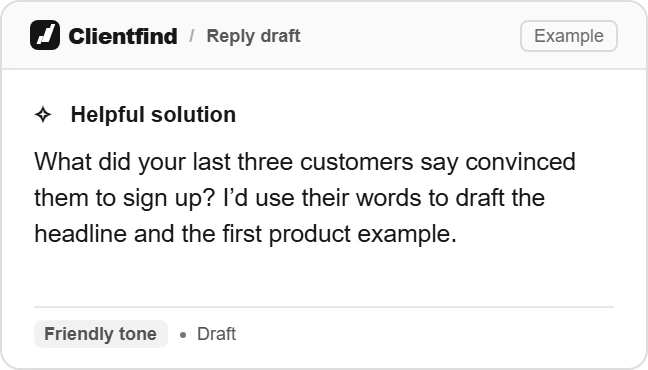 Clientfind / Reply draft Example
Helpful solution
What did your last three customers say convinced
them to sign up? I’d use their words to draft the
headline and the first product example.
Friendly tone • Draft